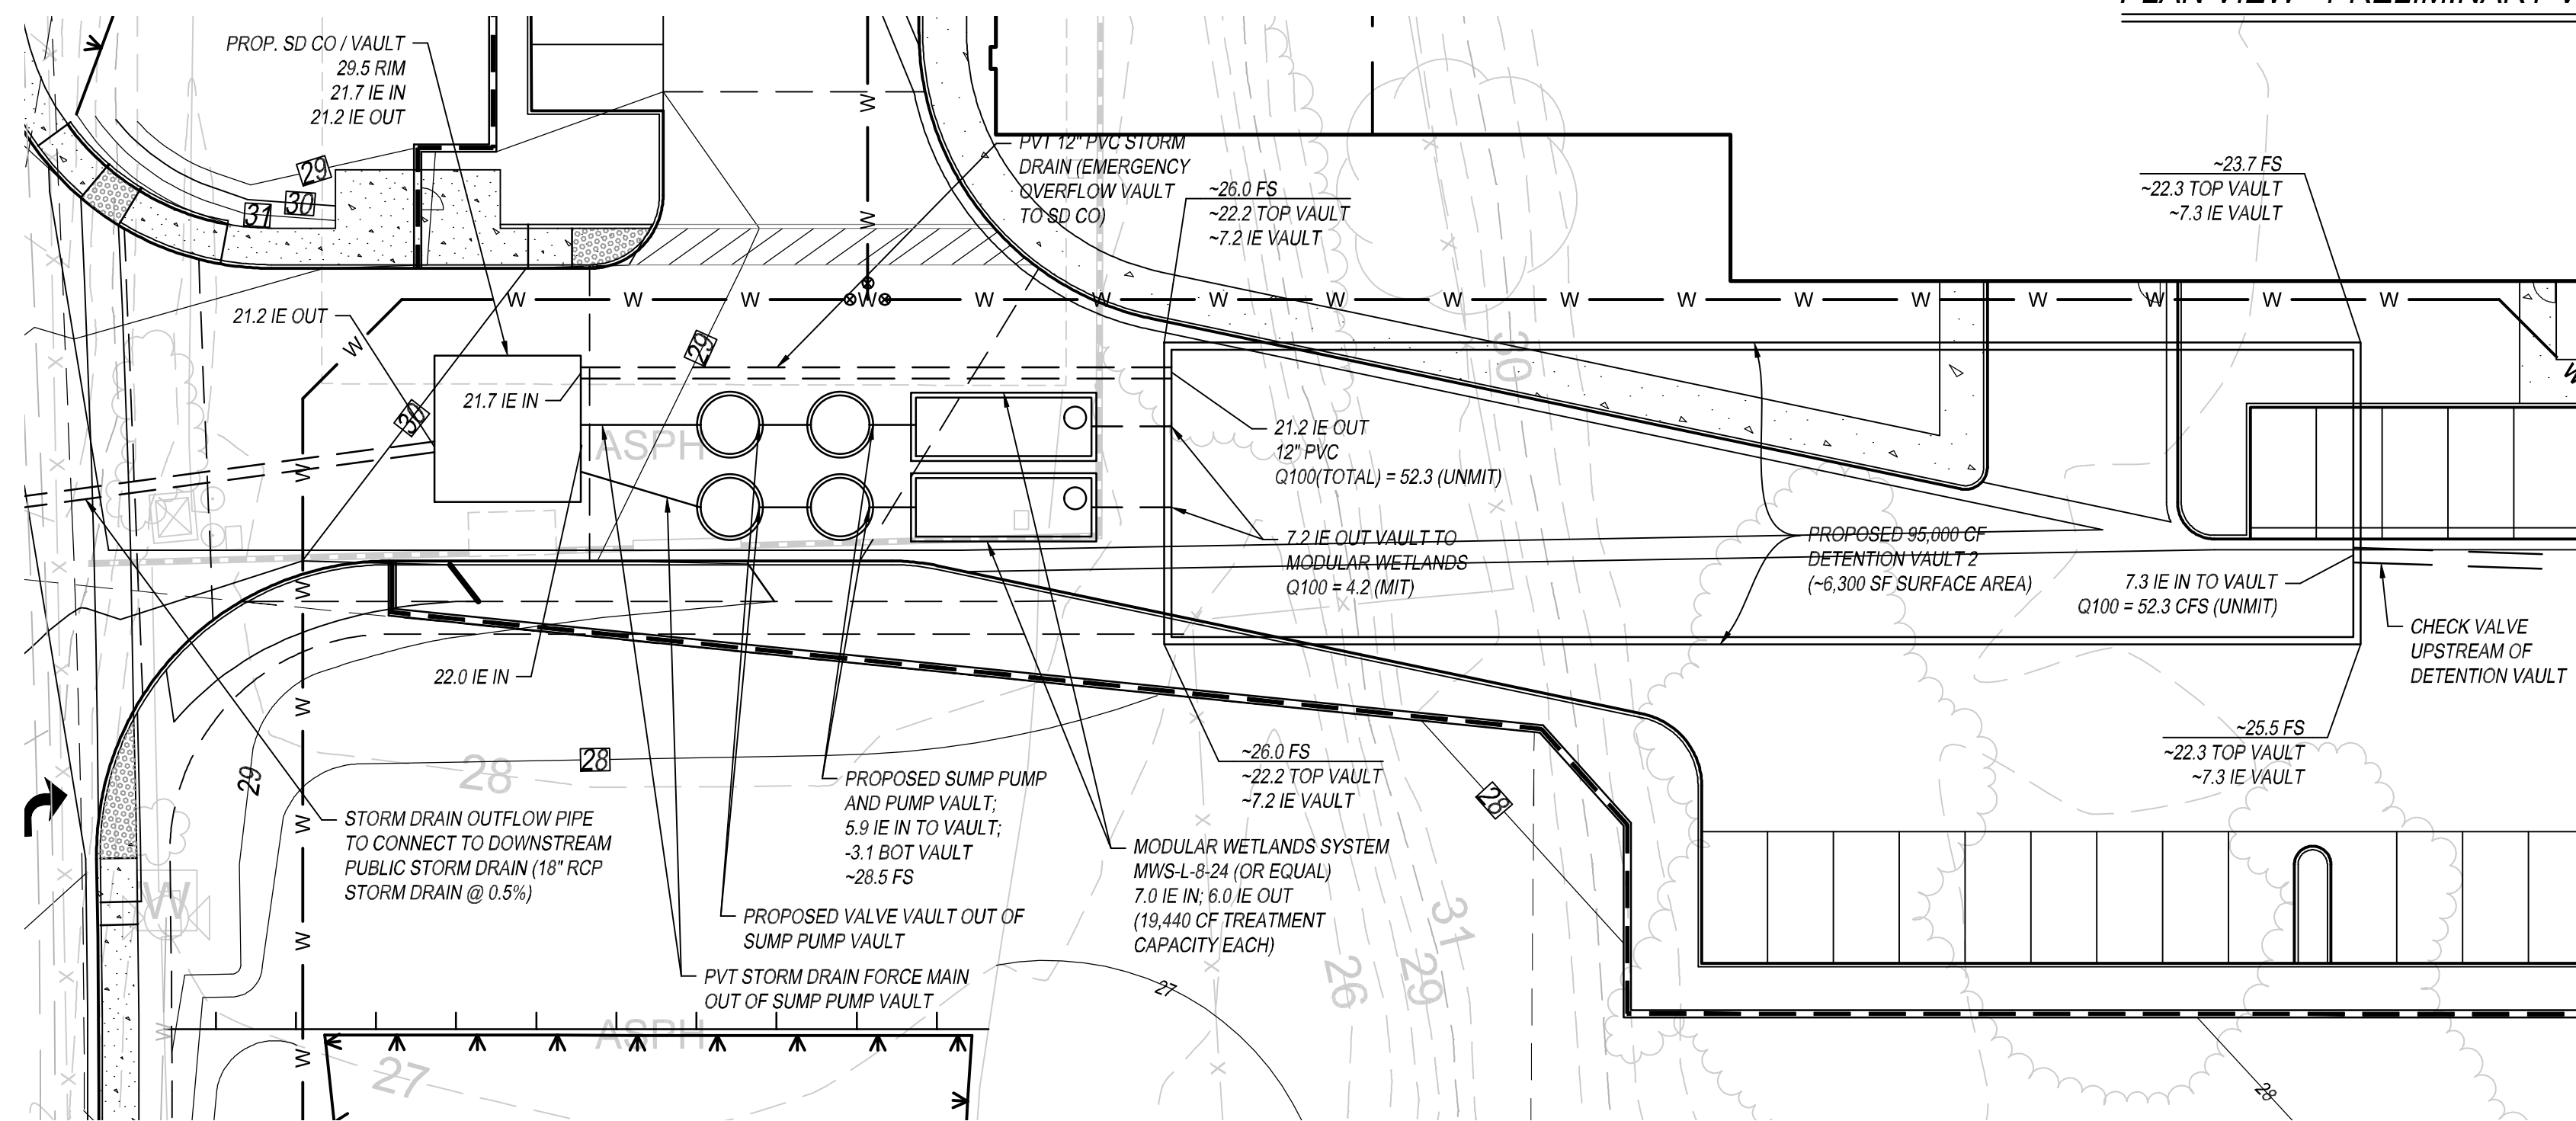 PROP. SD CO / VAULT
29.5 RIM
21.7 IE IN
21.2 IE OUT
29
30
31
PVT 12" PVC STORM
DRAIN (EMERGENCY
OVERFLOW VAULT
TO SD CO)
~26.0 FS
~22.2 TOP VAULT
~7.2 IE VAULT
~23.7 FS
~22.3 TOP VAULT
~7.3 IE VAULT
W
W
W W W W W W W W W W W W W W W W W
21.2 IE OUT
W
29
30
21.7 IE IN
30
ASPH
21.2 IE OUT
12" PVC
Q100(TOTAL) = 52.3 (UNMIT)
W
7.2 IE OUT VAULT TO
MODULAR WETLANDS
Q100 = 4.2 (MIT)
PROPOSED 95,000 CF
DETENTION VAULT 2
(~6,300 SF SURFACE AREA)
7.3 IE IN TO VAULT
Q100 = 52.3 CFS (UNMIT)
CHECK VALVE
UPSTREAM OF
DETENTION VAULT
W
22.0 IE IN
W
~25.5 FS
~22.3 TOP VAULT
~7.3 IE VAULT
~26.0 FS
~22.2 TOP VAULT
~7.2 IE VAULT
29
28
28
28
STORM DRAIN OUTFLOW PIPE
TO CONNECT TO DOWNSTREAM
PUBLIC STORM DRAIN (18" RCP
STORM DRAIN @ 0.5%)
PROPOSED SUMP PUMP
AND PUMP VAULT;
5.9 IE IN TO VAULT;
-3.1 BOT VAULT
~28.5 FS
MODULAR WETLANDS SYSTEM
MWS-L-8-24 (OR EQUAL)
7.0 IE IN; 6.0 IE OUT
(19,440 CF TREATMENT
CAPACITY EACH)
PROPOSED VALVE VAULT OUT OF
SUMP PUMP VAULT
PVT STORM DRAIN FORCE MAIN
OUT OF SUMP PUMP VAULT
W
W
W
W
W
31
26
29
27
ASPH
27
28